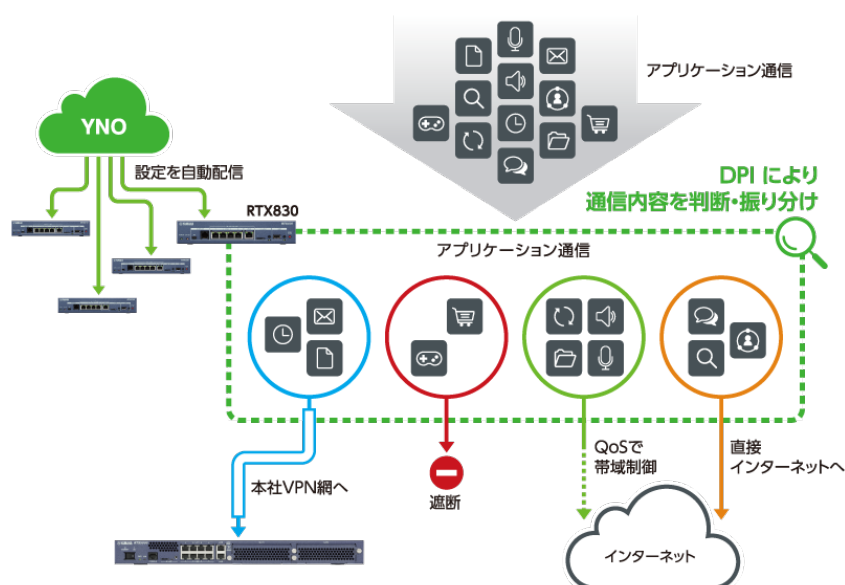 アプリケーション通信
YNO
設定を自動配信
DPI により
通信内容を判断・振り分け
RTX830
アプリケーション通信
QoSで
帯域制御
直接
インターネットへ
本社VPN網へ
遮断
インターネット